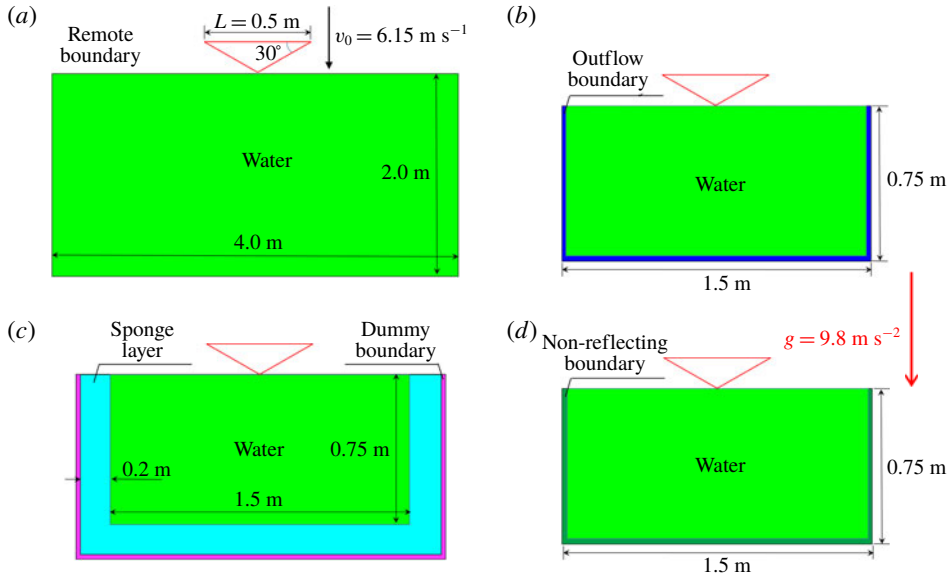 (a)
L = 0.5 m
Remote
boundary
30°
v₀ = 6.15 m s⁻¹
Water
2.0 m
4.0 m
(b)
Outflow
boundary
Water
0.75 m
1.5 m
(c)
Sponge
layer
Dummy
boundary
Water
0.75 m
0.2 m
1.5 m
(d)
Non-reflecting
boundary
g = 9.8 m s⁻²
Water
0.75 m
1.5 m